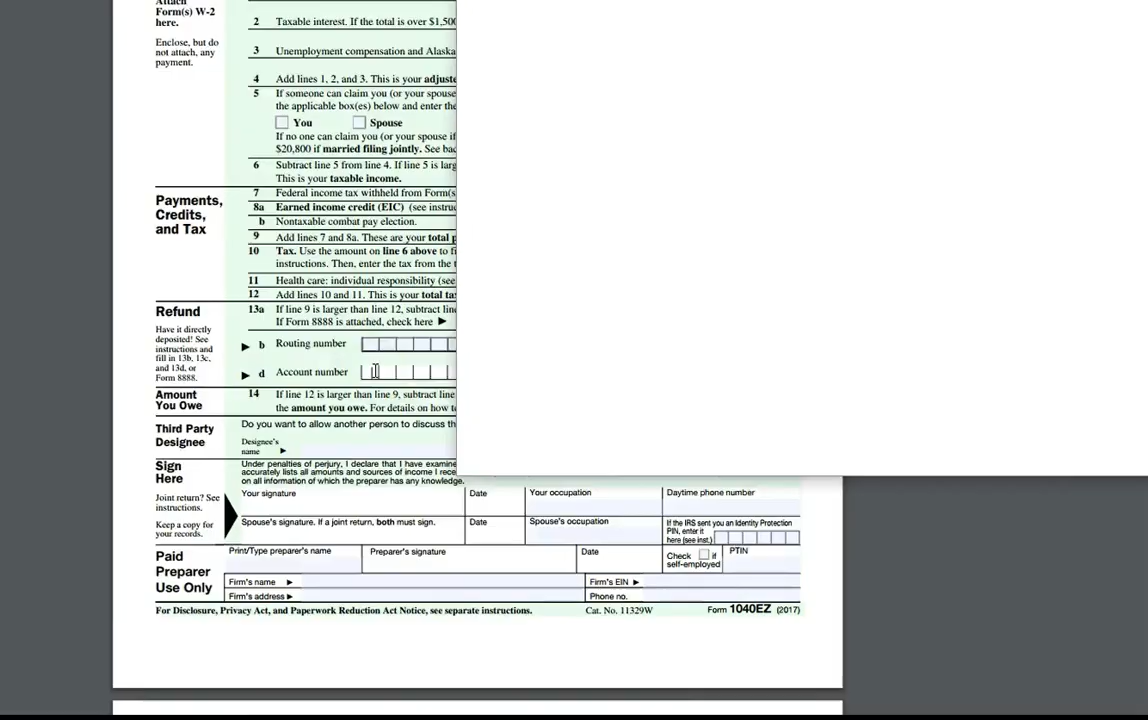 Attach
Form(s) W-2
here.
Enclose, but do
not attach, any
payment.
2 Taxable interest. If the total is over $1,500
3 Unemployment compensation and Alaska
4 Add lines 1, 2, and 3. This is your adjuste
5 If someone can claim you (or your spouse
the applicable box(es) below and enter the
You Spouse
If no one can claim you (or your spouse if
$20,800 if married filing jointly. See bac
6 Subtract line 5 from line 4. If line 5 is larg
This is your taxable income.
Payments,
Credits,
and Tax
7 Federal income tax withheld from Form(s
8a Earned income credit (EIC) (see instruc
b Nontaxable combat pay election.
9 Add lines 7 and 8a. These are your total p
10 Tax. Use the amount on line 6 above to fi
instructions. Then, enter the tax from the t
11 Health care: individual responsibility (see
12 Add lines 10 and 11. This is your total ta
Refund
Have it directly
deposited! See
instructions and
fill in 13b, 13c,
and 13d, or
Form 8888.
13a If line 9 is larger than line 12, subtract line
If Form 8888 is attached, check here ▶
▶ b Routing number
▶ d Account number
Amount
You Owe
14 If line 12 is larger than line 9, subtract line
the amount you owe. For details on how t
Third Party
Designee
Do you want to allow another person to discuss th
Designee's
name ▶
Sign
Here
Joint return? See
instructions.
Keep a copy for
your records.
Under penalties of perjury, I declare that I have examine
accurately lists all amounts and sources of income I rece
on all information of which the preparer has any knowledge.
Your signature Date Your occupation Daytime phone number
Spouse's signature. If a joint return, both must sign. Date Spouse's occupation
If the IRS sent you an Identity Protection
PIN, enter it
here (see inst.)
Paid
Preparer
Use Only
Print/Type preparer's name Preparer's signature Date
Check if
self-employed
PTIN
Firm's name ▶ Firm's EIN ▶
Firm's address ▶ Phone no.
For Disclosure, Privacy Act, and Paperwork Reduction Act Notice, see separate instructions. Cat. No. 11329W Form 1040EZ (2017)